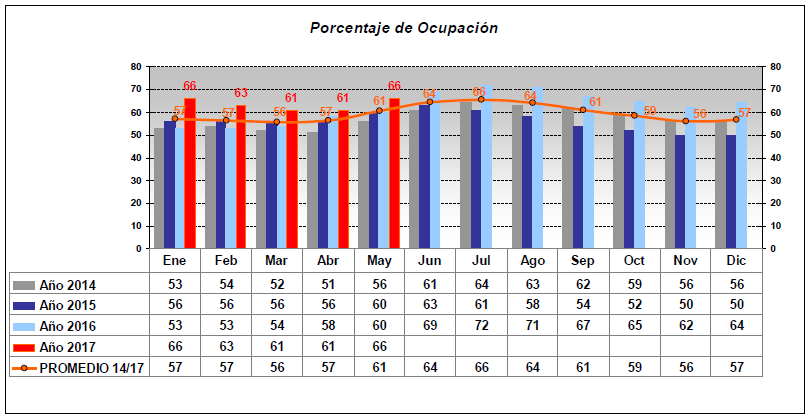 Porcentaje de Ocupación
80 80
70 70
60 60
50 50
40 40
30 30
20 20
10 10
0 0
57 57 56 57 61 64 66 64 61 59 56 57
66 63 61 61 66
Ene Feb Mar Abr May Jun Jul Ago Sep Oct Nov Dic
Año 2014 53 54 52 51 56 61 64 63 62 59 56 56
Año 2015 56 56 56 56 60 63 61 58 54 52 50 50
Año 2016 53 53 54 58 60 69 72 71 67 65 62 64
Año 2017 66 63 61 61 66
PROMEDIO 14/17 57 57 56 57 61 64 66 64 61 59 56 57